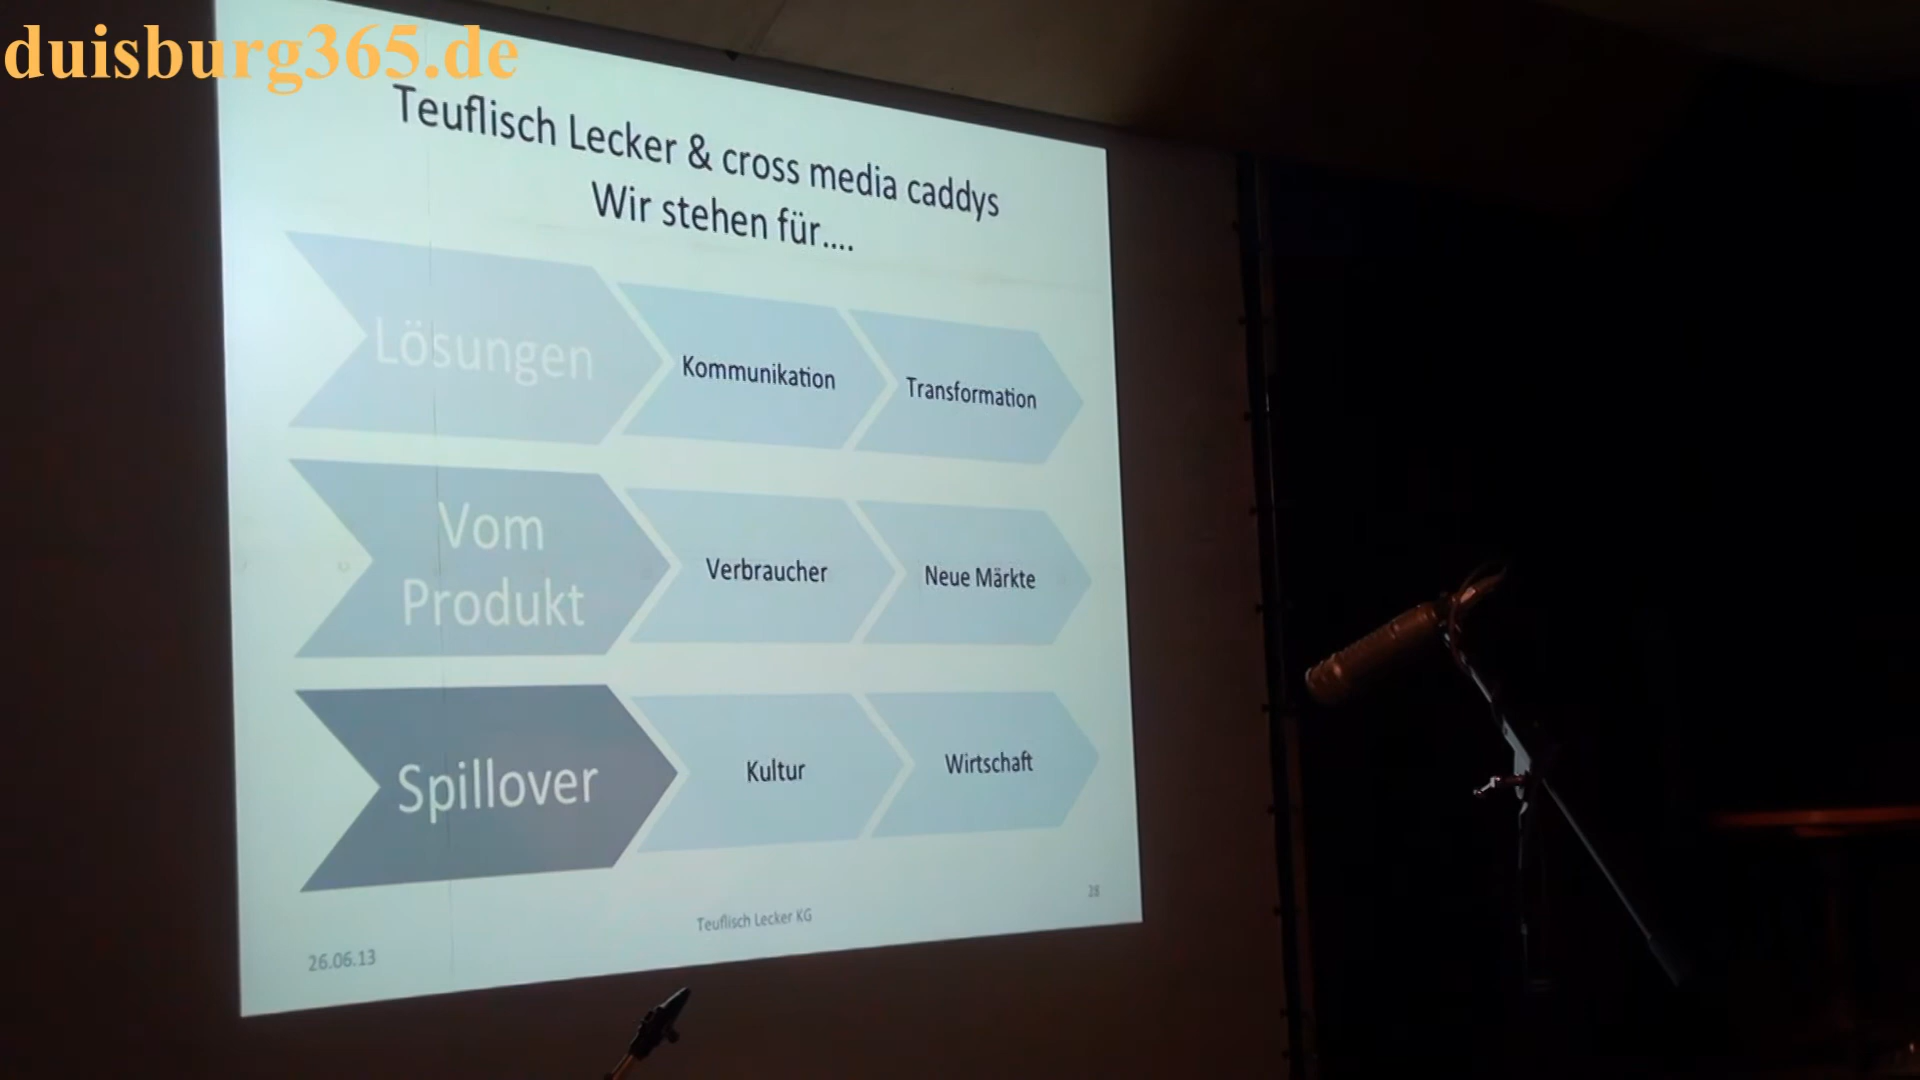 duisburg365.de
Teuflisch Lecker & cross media caddys
Wir stehen für....
Lösungen
Kommunikation
Transformation
Vom
Produkt
Verbraucher
Neue Märkte
Spillover
Kultur
Wirtschaft
26.06.13
Teuflisch Lecker KG
28